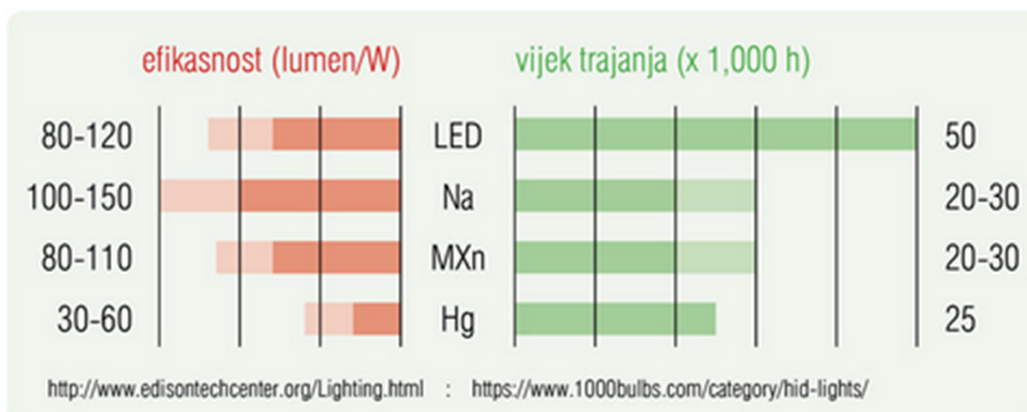 efikasnost (lumen/W) vijek trajanja (x 1,000 h)
80-120 LED 50
100-150 Na 20-30
80-110 MXn 20-30
30-60 Hg 25
http://www.edisontechcenter.org/Lighting.html : https://www.1000bulbs.com/category/hid-lights/